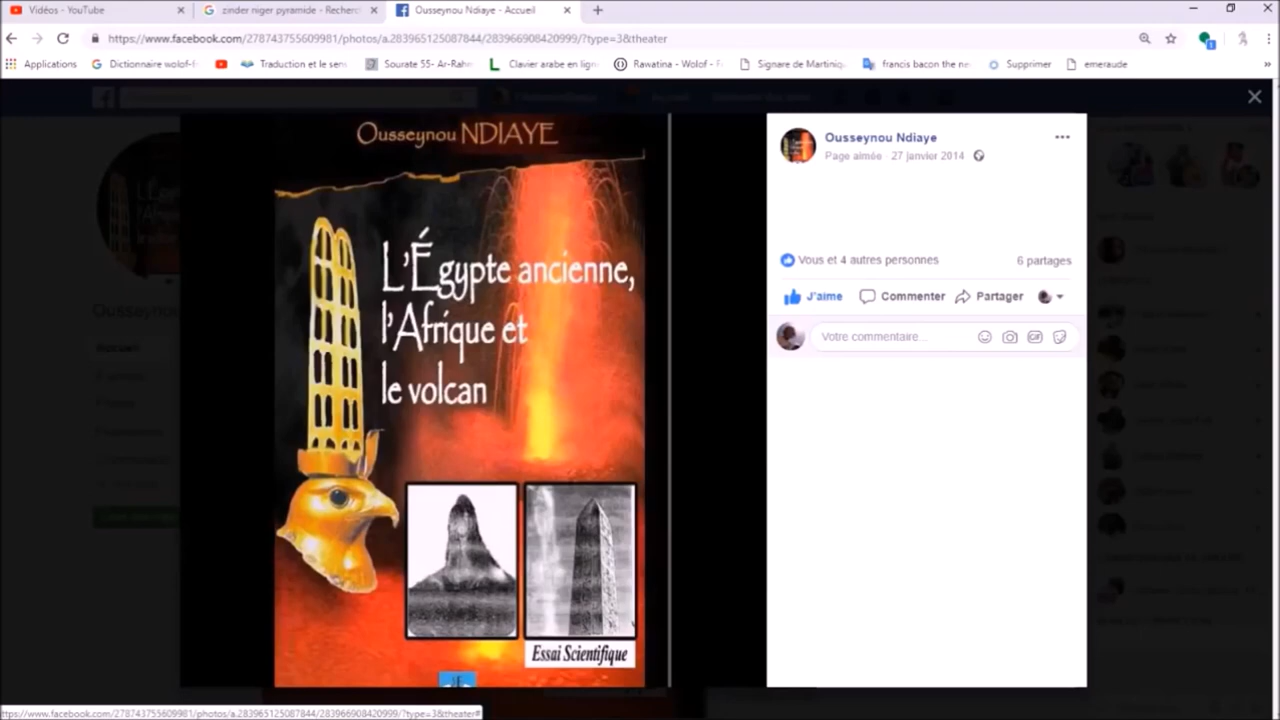 Vidéos - YouTube
zinder niger pyramide - Recherc
Ousseynou Ndiaye - Accueil
https://www.facebook.com/278743755609981/photos/a.283965125087844/283966908420999/?type=3&theater
Applications
Dictionnaire wolof-f
Traduction et le sen
Sourate 55- Ar-Rahm
Clavier arabe en lign
Rawatina - Wolof - F
Signare de Martiniqu
francis bacon the ne
Supprimer
emeraude
»
Ousseynou NDIAYE
L'Égypte ancienne,
l'Afrique et
le volcan
Essai Scientifique
Ousseynou Ndiaye
Page aimée · 27 janvier 2014
Vous et 4 autres personnes
6 partages
J'aime
Commenter
Partager
Votre commentaire...
GIF
ttps://www.facebook.com/278743755609981/photos/a.283965125087844/283966908420999/?type=3&theater#